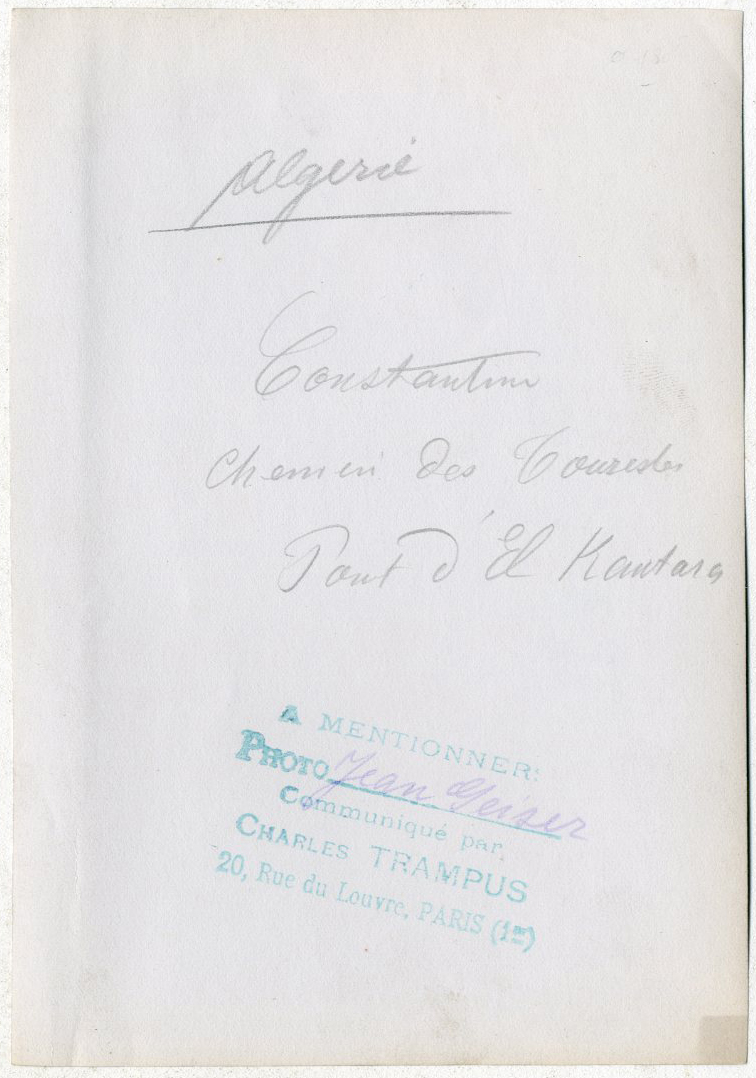 Algerie
Constantine
Chemin des Touristes
Pont d'El Kantara
A MENTIONNER:
PHOTO Jean Geiser
Communiqué par
CHARLES TRAMPUS
20, Rue du Louvre, PARIS (1er)